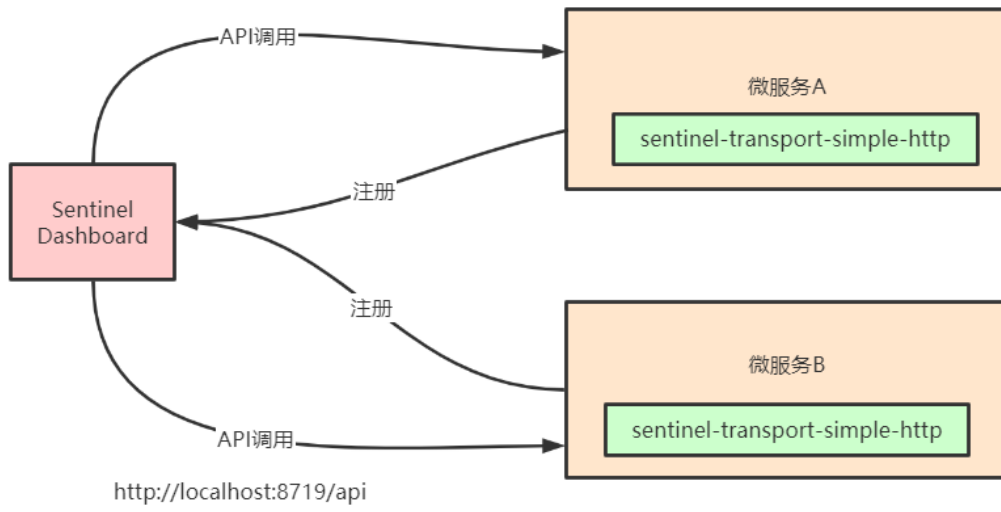 API调用
微服务A
sentinel-transport-simple-http
注册
Sentinel
Dashboard
注册
微服务B
sentinel-transport-simple-http
API调用
http://localhost:8719/api